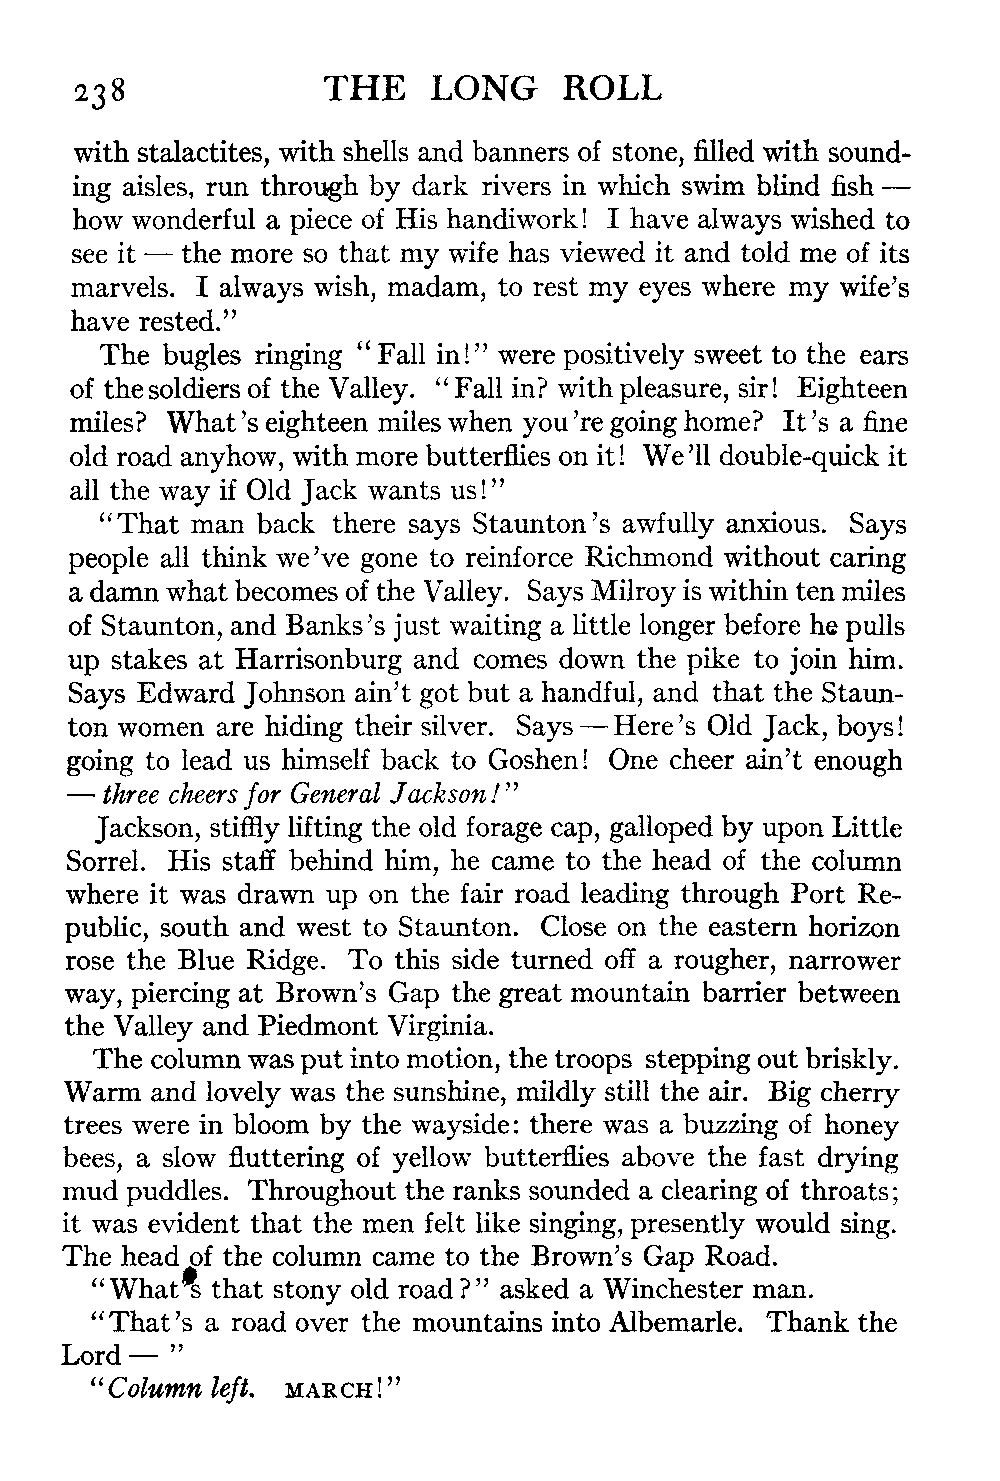 238 THE LONG ROLL
with stalactites, with shells and banners of stone, filled with sound-
ing aisles, run through by dark rivers in which swim blind fish —
how wonderful a piece of His handiwork! I have always wished to
see it — the more so that my wife has viewed it and told me of its
marvels. I always wish, madam, to rest my eyes where my wife's
have rested."
The bugles ringing "Fall in!" were positively sweet to the ears
of the soldiers of the Valley. "Fall in? with pleasure, sir! Eighteen
miles? What's eighteen miles when you're going home? It's a fine
old road anyhow, with more butterflies on it! We'll double-quick it
all the way if Old Jack wants us!"
"That man back there says Staunton's awfully anxious. Says
people all think we've gone to reinforce Richmond without caring
a damn what becomes of the Valley. Says Milroy is within ten miles
of Staunton, and Banks's just waiting a little longer before he pulls
up stakes at Harrisonburg and comes down the pike to join him.
Says Edward Johnson ain't got but a handful, and that the Staun-
ton women are hiding their silver. Says — Here's Old Jack, boys!
going to lead us himself back to Goshen! One cheer ain't enough
— three cheers for General Jackson!"
Jackson, stiffly lifting the old forage cap, galloped by upon Little
Sorrel. His staff behind him, he came to the head of the column
where it was drawn up on the fair road leading through Port Re-
public, south and west to Staunton. Close on the eastern horizon
rose the Blue Ridge. To this side turned off a rougher, narrower
way, piercing at Brown's Gap the great mountain barrier between
the Valley and Piedmont Virginia.
The column was put into motion, the troops stepping out briskly.
Warm and lovely was the sunshine, mildly still the air. Big cherry
trees were in bloom by the wayside: there was a buzzing of honey
bees, a slow fluttering of yellow butterflies above the fast drying
mud puddles. Throughout the ranks sounded a clearing of throats;
it was evident that the men felt like singing, presently would sing.
The head of the column came to the Brown's Gap Road.
"What's that stony old road?" asked a Winchester man.
"That's a road over the mountains into Albemarle. Thank the
Lord — "
"Column left. MARCH!"